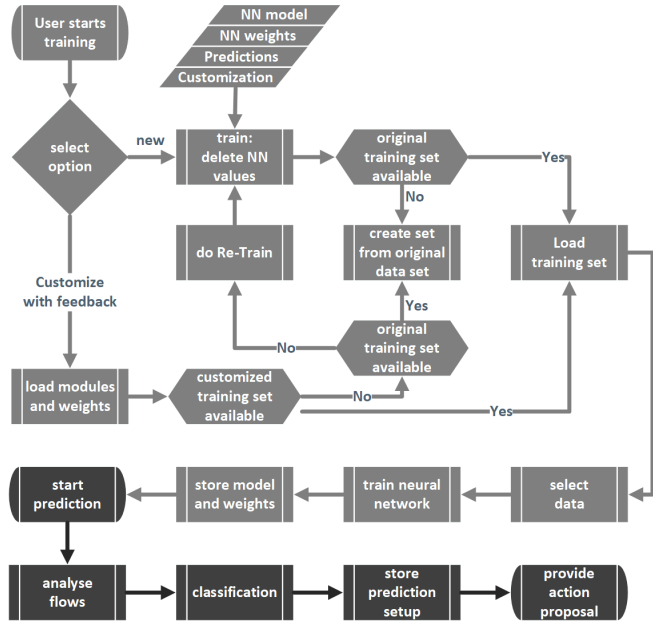 User starts
training
NN model
NN weights
Predictions
Customization
select
option
new
train:
delete NN
values
original
training set
available
Yes
No
do Re-Train
create set
from original
data set
Load
training set
Customize
with feedback
Yes
No
original
training set
available
load modules
and weights
customized
training set
available
No
Yes
start
prediction
store model
and weights
train neural
network
select
data
analyse
flows
classification
store
prediction
setup
provide
action
proposal